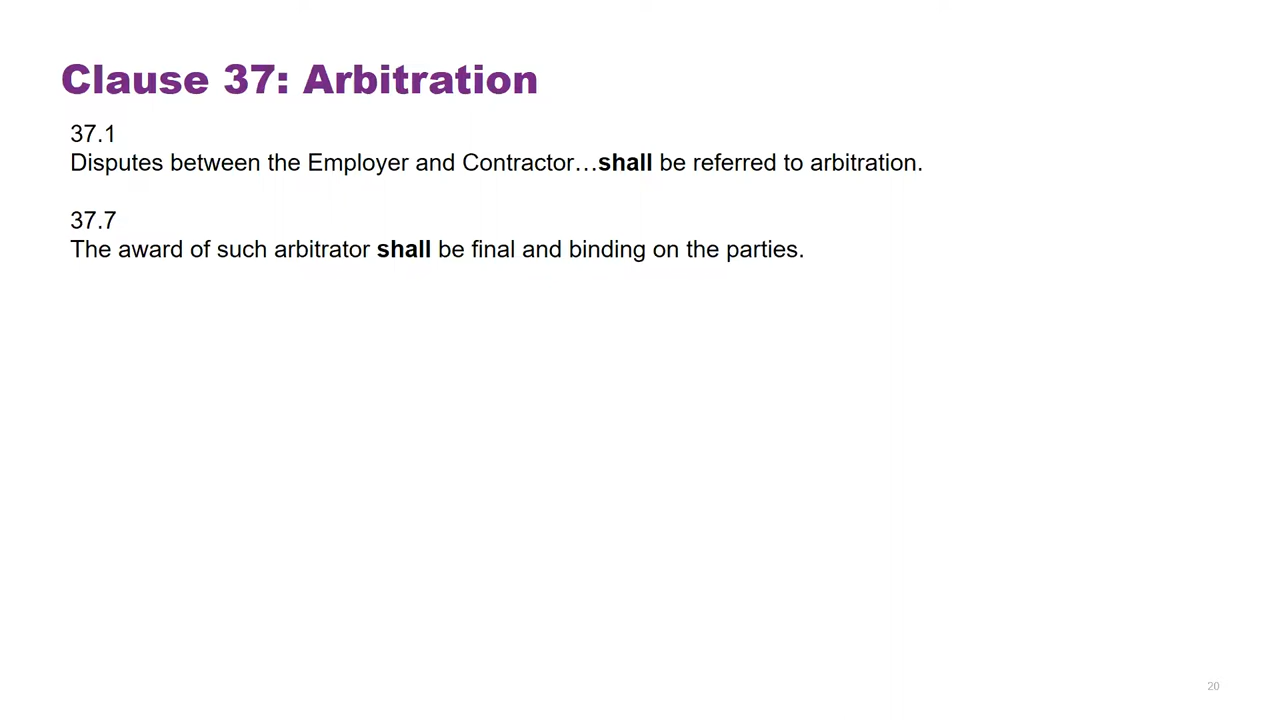 Clause 37: Arbitration
37.1
Disputes between the Employer and Contractor…shall be referred to arbitration.
37.7
The award of such arbitrator shall be final and binding on the parties.
20